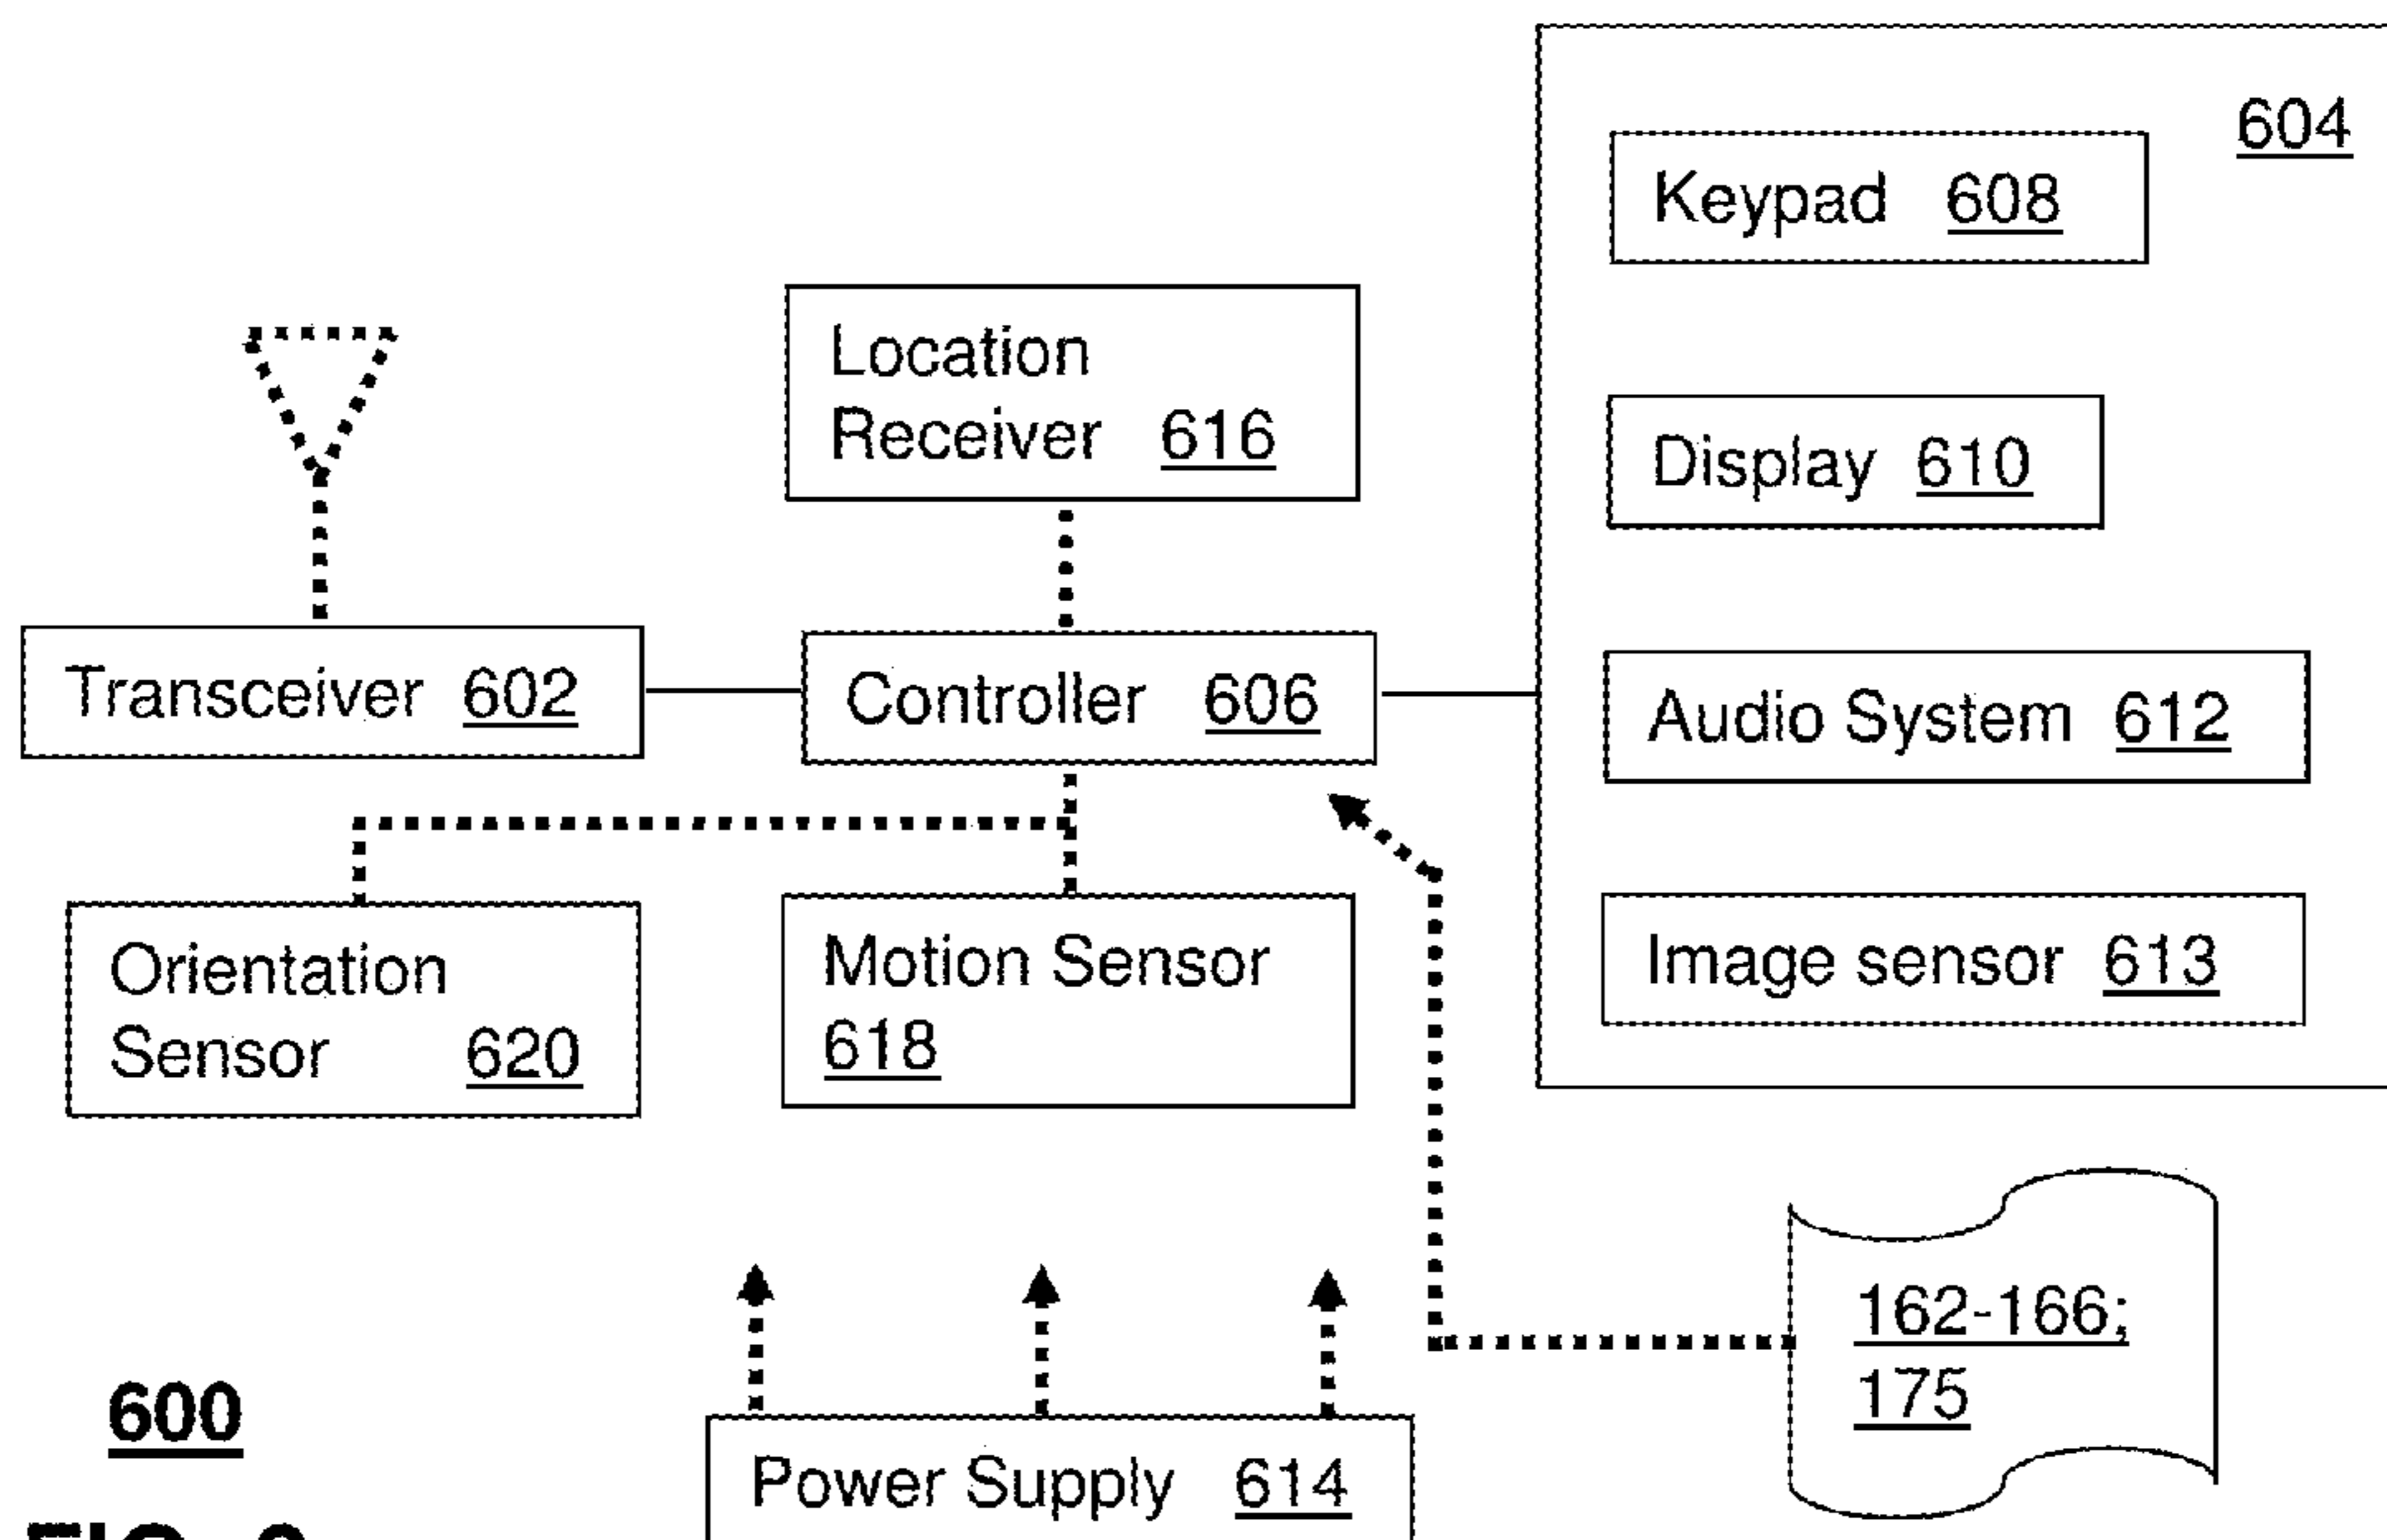 604
Keypad 608
Location
Receiver 616
Display 610
Transceiver 602
Controller 606
Audio System 612
Orientation
Sensor 620
Motion Sensor
618
Image sensor 613
162-166;
175
600
Power Supply 614